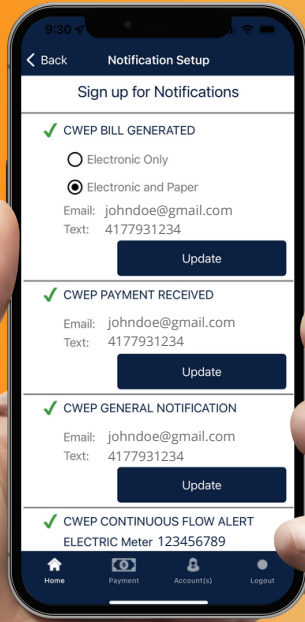 9:30
Back Notification Setup
Sign up for Notifications
CWEP BILL GENERATED
Electronic Only
Electronic and Paper
Email: johndoe@gmail.com
Text: 4177931234
Update
CWEP PAYMENT RECEIVED
Email: johndoe@gmail.com
Text: 4177931234
Update
CWEP GENERAL NOTIFICATION
Email: johndoe@gmail.com
Text: 4177931234
Update
CWEP CONTINUOUS FLOW ALERT
ELECTRIC Meter 123456789
Home Payment Account(s) Logout